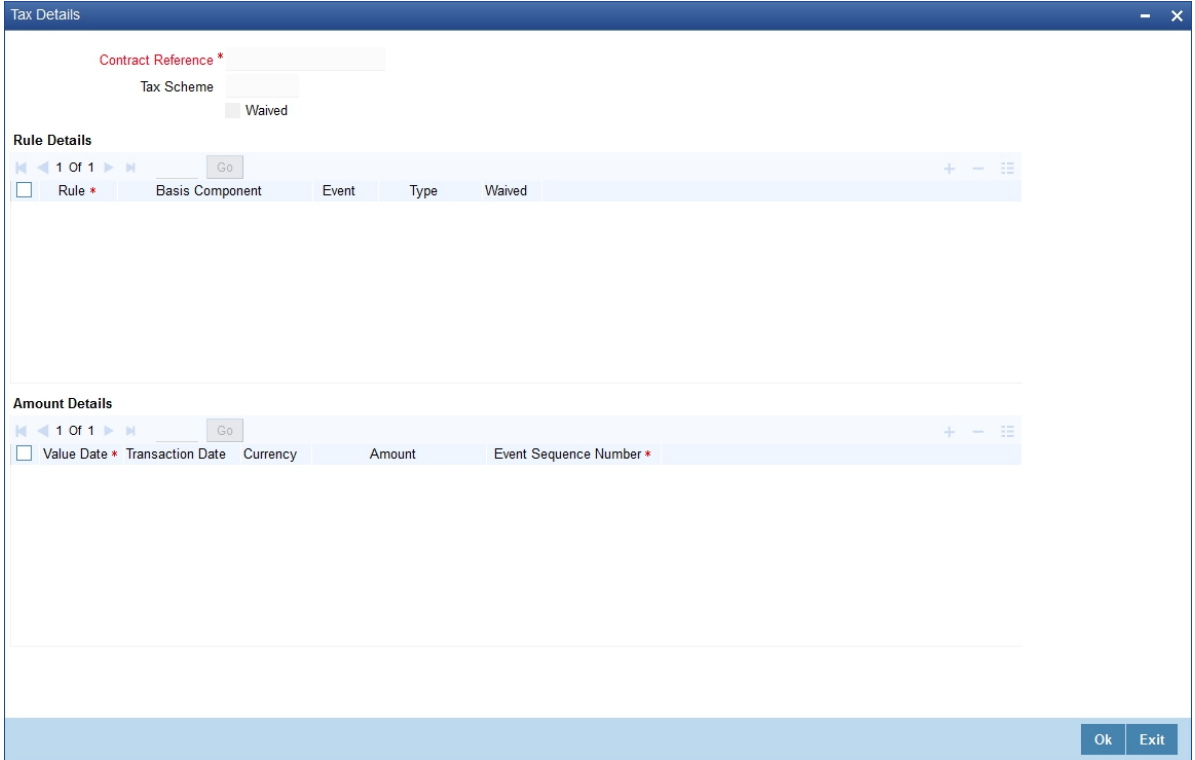 Tax Details
Contract Reference *
Tax Scheme
Waived
Rule Details
1 Of 1 Go
Rule * Basis Component Event Type Waived
Amount Details
1 Of 1 Go
Value Date * Transaction Date Currency Amount Event Sequence Number *
Ok Exit